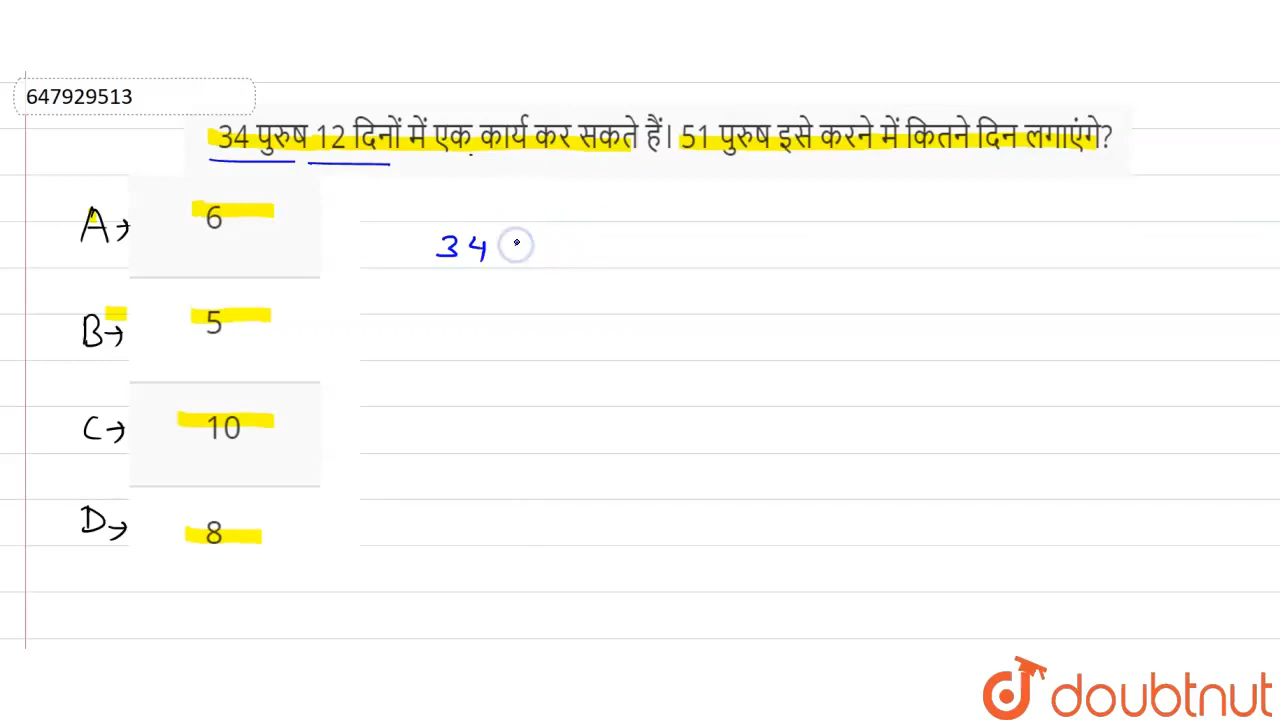 647929513
34 पुरुष 12 दिनों में एक कार्य कर सकते हैं। 51 पुरुष इसे करने में कितने दिन लगाएंगे?
A→ 6
34
B→ 5
C→ 10
D→ 8
doubtnut